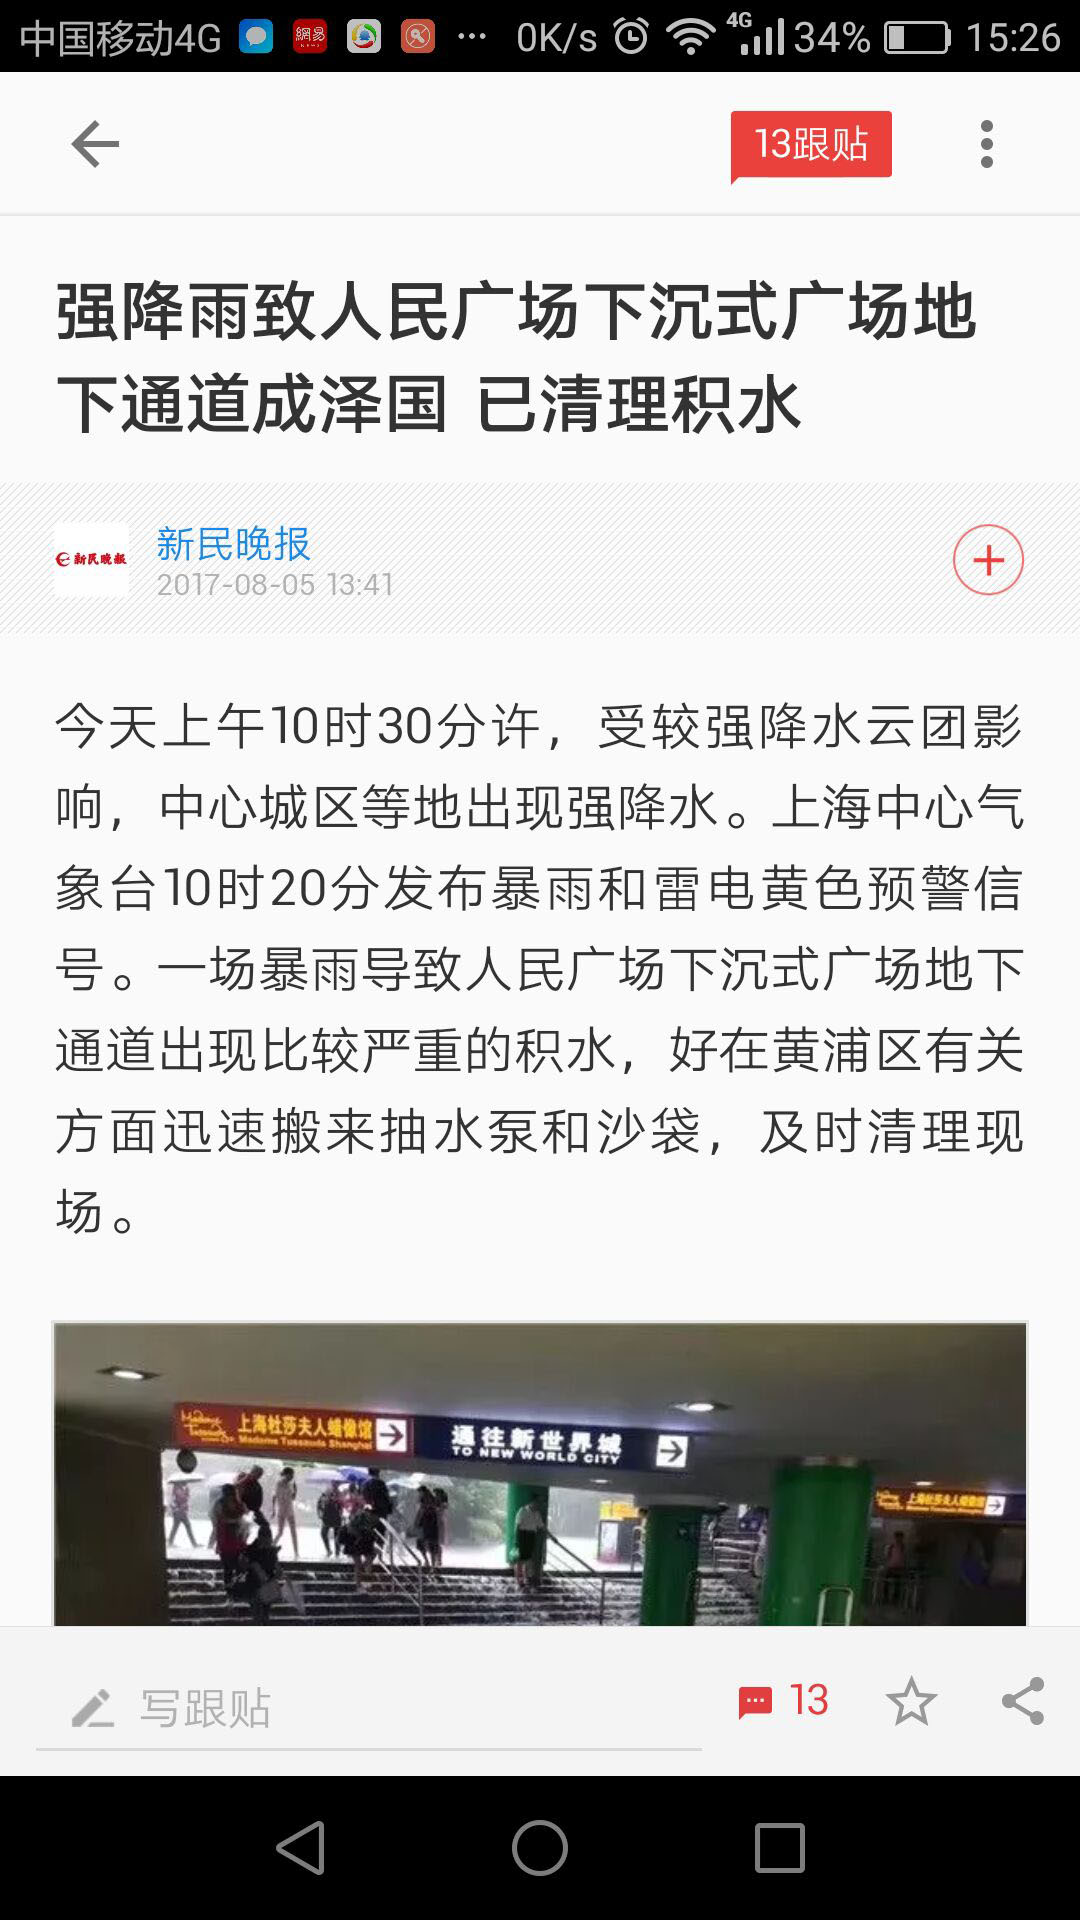 中国移动4G 網易 0K/s 4G 34% 15:26
13跟贴
强降雨致人民广场下沉式广场地
下通道成泽国 已清理积水
新民晚报
新民晚报
2017-08-05 13:41
今天上午10时30分许，受较强降水云团影
响，中心城区等地出现强降水。上海中心气
象台10时20分发布暴雨和雷电黄色预警信
号。一场暴雨导致人民广场下沉式广场地下
通道出现比较严重的积水，好在黄浦区有关
方面迅速搬来抽水泵和沙袋，及时清理现
场。
上海杜莎夫人蜡像馆
Madame Tussauds Shanghai
通往新世界城
TO NEW WORLD CITY
上海杜莎夫人蜡像馆
写跟贴
13